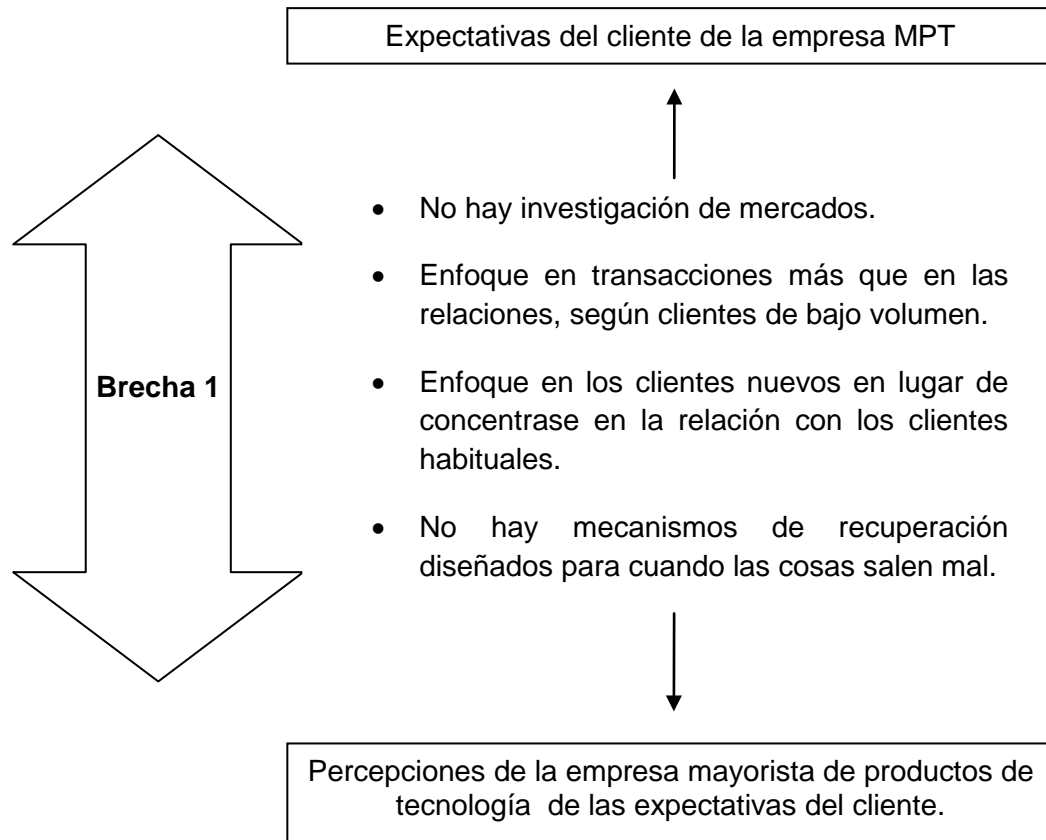 Expectativas del cliente de la empresa MPT
• No hay investigación de mercados.
• Enfoque en transacciones más que en las
relaciones, según clientes de bajo volumen.
Brecha 1
• Enfoque en los clientes nuevos en lugar de
concentrase en la relación con los clientes
habituales.
• No hay mecanismos de recuperación
diseñados para cuando las cosas salen mal.
Percepciones de la empresa mayorista de productos de
tecnología de las expectativas del cliente.